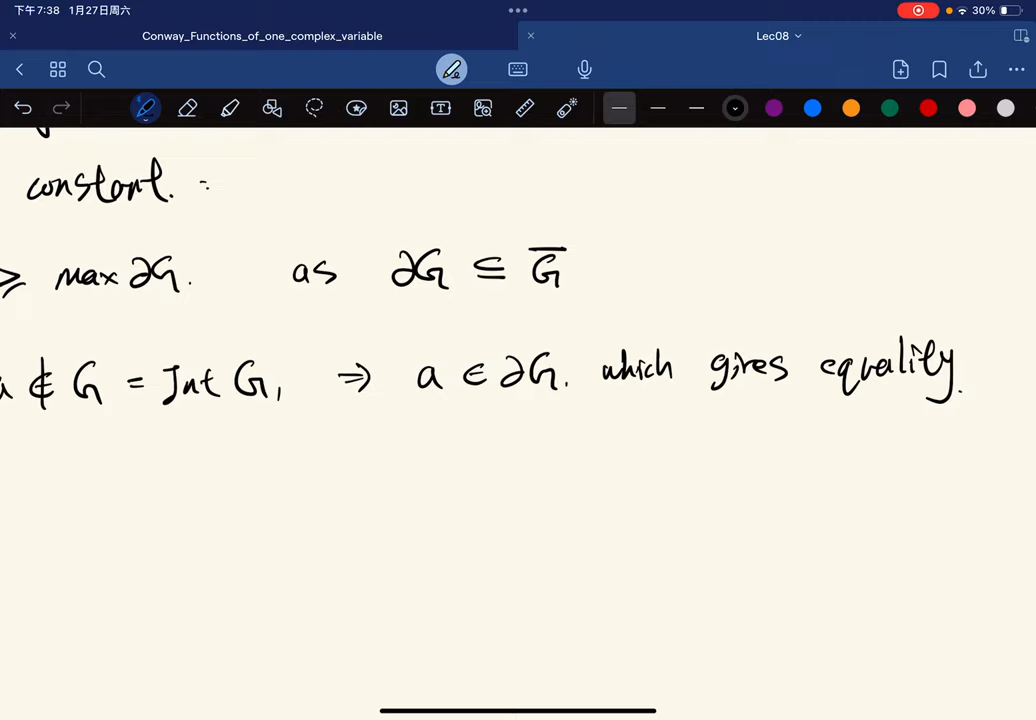 下午7:38 1月27日周六
30%
Conway_Functions_of_one_complex_variable
Lec08
constant. =
≥ max ∂G. as ∂G ⊆ G̅
a ∉ G = Int G, ⇒ a ∈ ∂G. which gives equality.